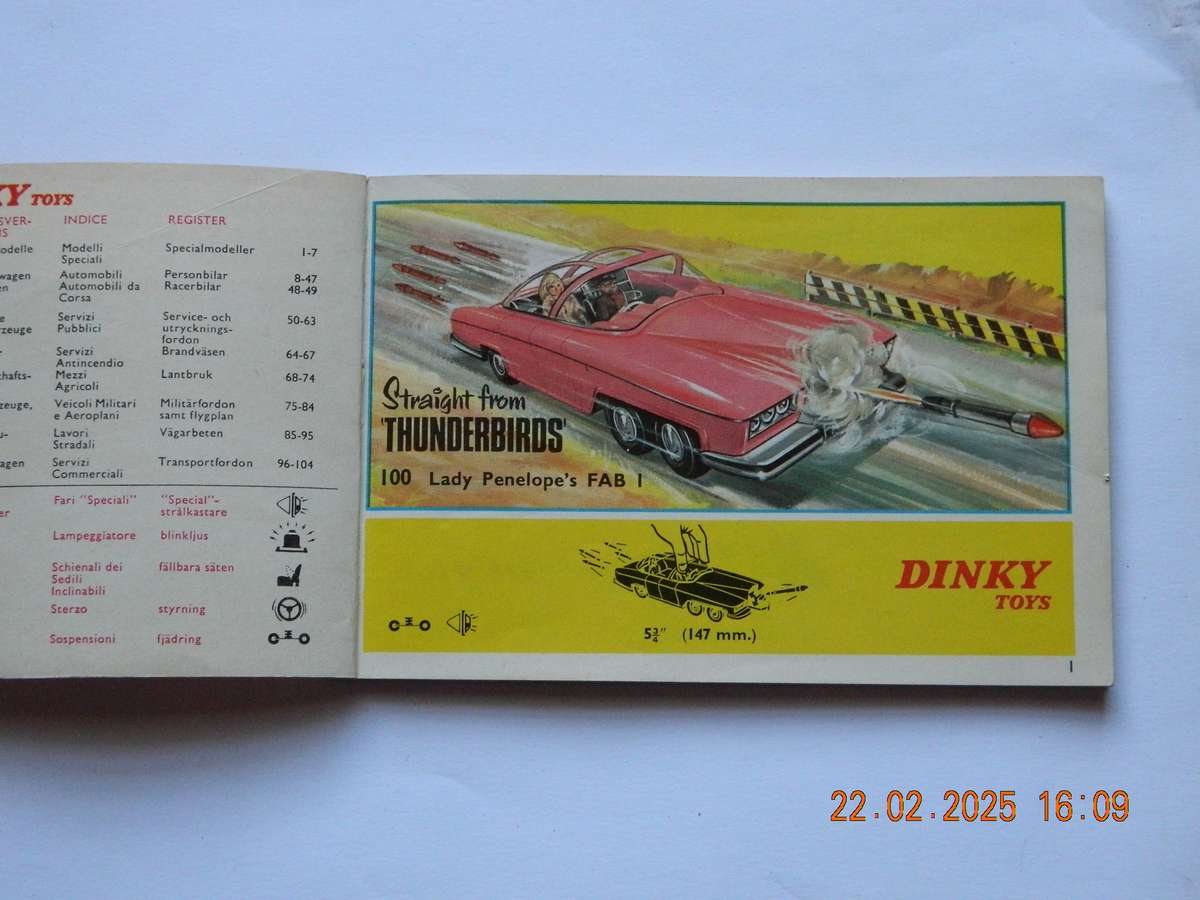 KY TOYS
SVER-
INDICE
REGISTER
IS
odelle
Modelli
Speciali
Specialmodeller
1-7
wagen
Automobili
Personbilar
8-47
en
Automobili da
Corsa
Racerbilar
48-49
e
rzeuge
Servizi
Pubblici
Service- och
utrycknings-
fordon
50-63
r-
Servizi
Antincendio
Brandväsen
64-67
chafts-
Mezzi
Agricoli
Lantbruk
68-74
zeuge,
Veicoli Militari
e Aeroplani
Militärfordon
samt flygplan
75-84
u-
Lavori
Stradali
Vägarbeten
85-95
agen
Servizi
Commerciali
Transportfordon
96-104
er
Fari "Speciali"
"Special"-
strålkastare
Lampeggiatore
blinkljus
Schienali dei
Sedili
Inclinabili
fällbara säten
Sterzo
styrning
Sospensioni
fjädring
Straight from
'THUNDERBIRDS'
100 Lady Penelope's FAB 1
DINKY
TOYS
5¾" (147 mm.)
1
22.02.2025 16:09